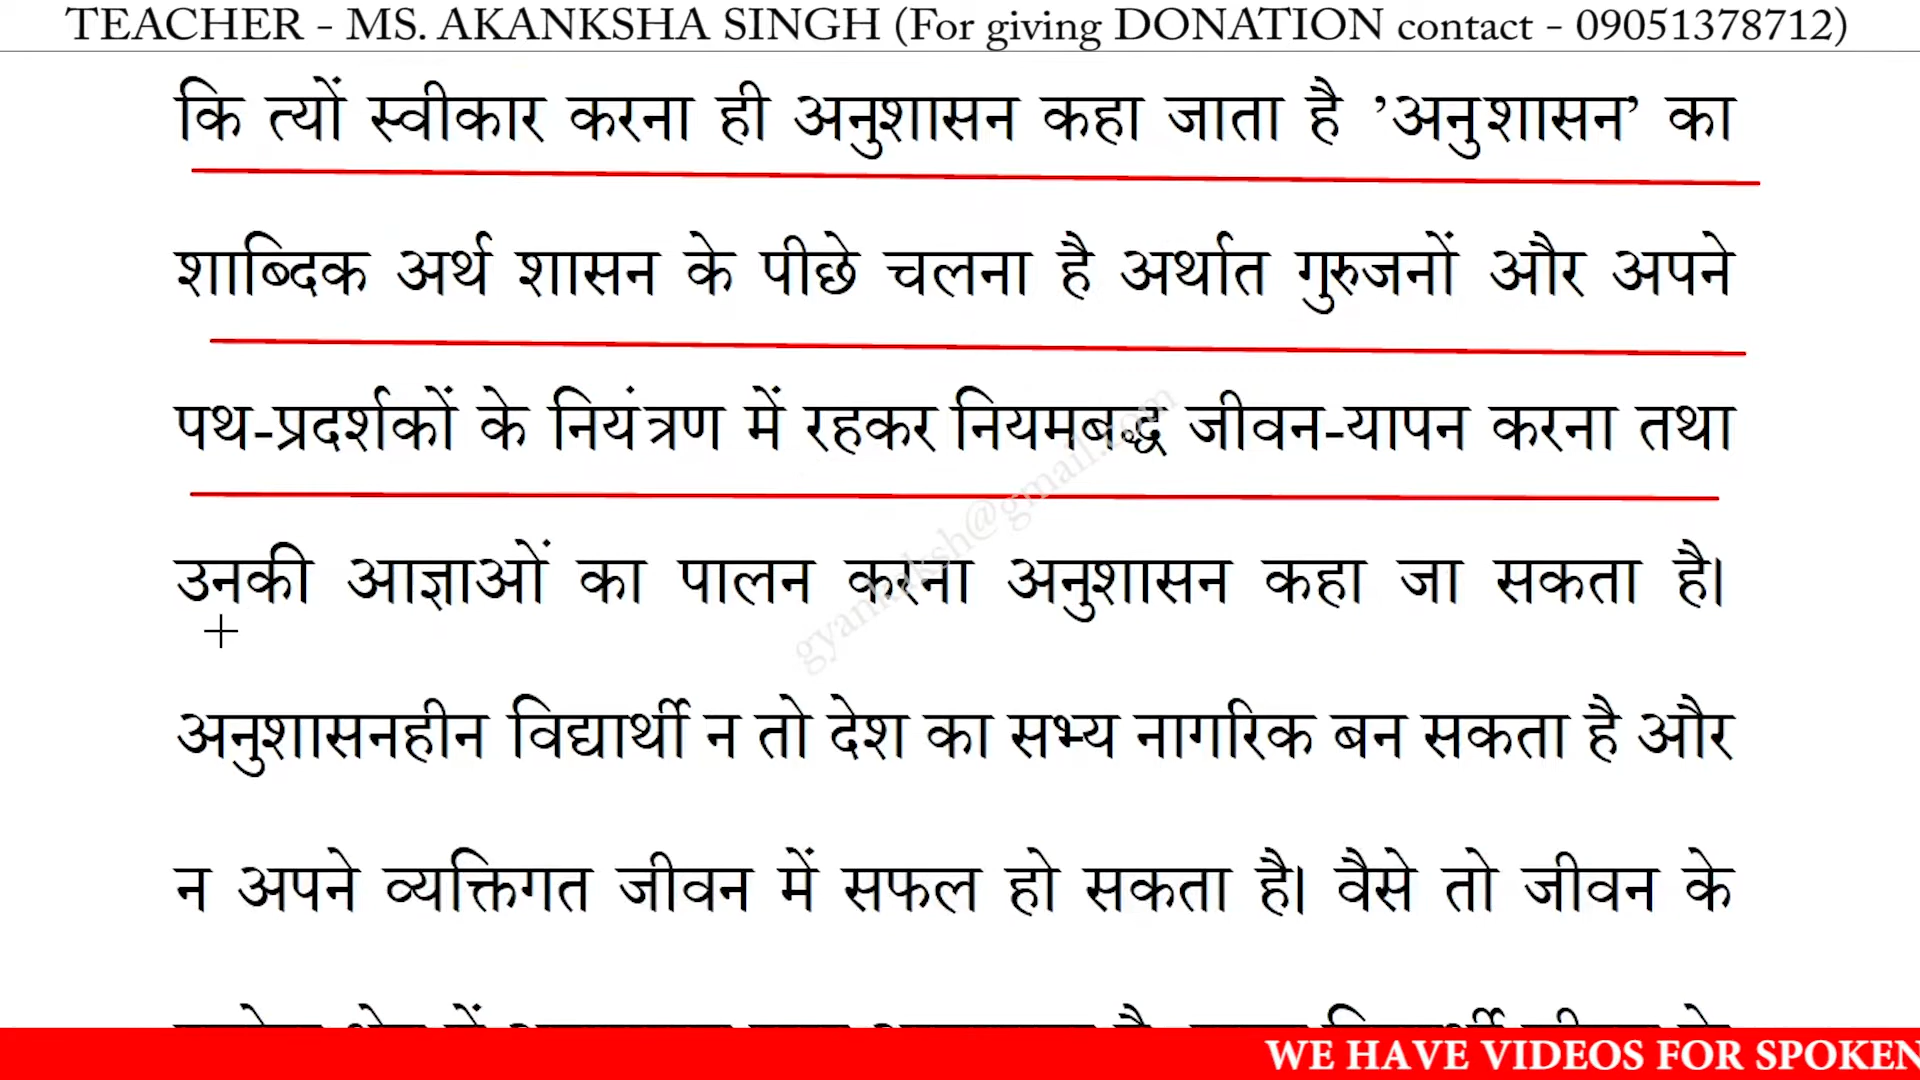 TEACHER - MS. AKANKSHA SINGH (For giving DONATION contact - 09051378712)
कि त्यों स्वीकार करना ही अनुशासन कहा जाता है ’अनुशासन’ का
शाब्दिक अर्थ शासन के पीछे चलना है अर्थात गुरुजनों और अपने
पथ-प्रदर्शकों के नियंत्रण में रहकर नियमबद्ध जीवन-यापन करना तथा
उनकी आज्ञाओं का पालन करना अनुशासन कहा जा सकता है।
अनुशासनहीन विद्यार्थी न तो देश का सभ्य नागरिक बन सकता है और
न अपने व्यक्तिगत जीवन में सफल हो सकता है। वैसे तो जीवन के
WE HAVE VIDEOS FOR SPOKEN